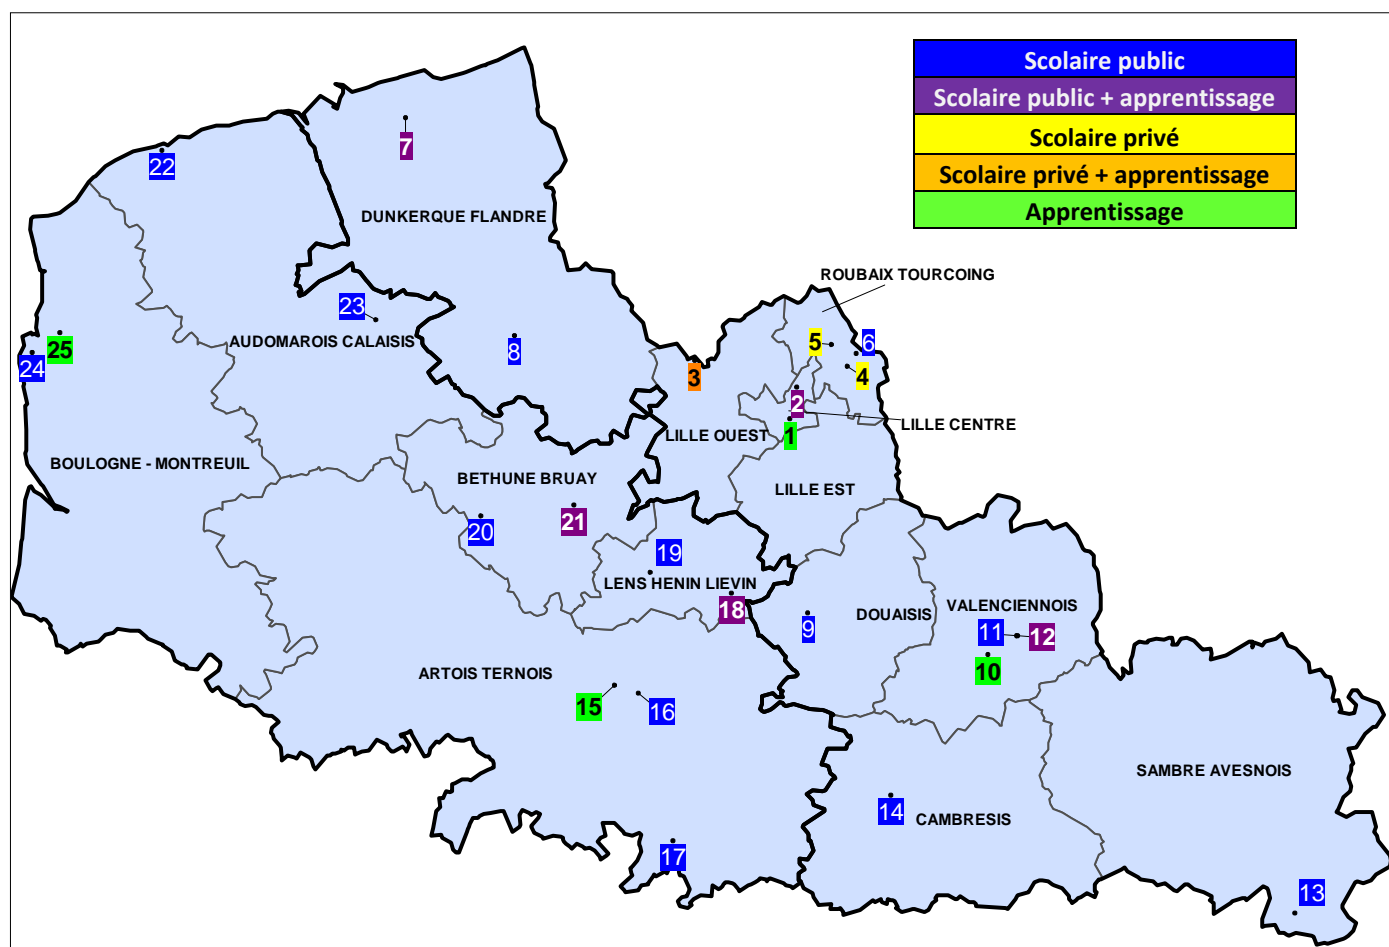 Scolaire public
Scolaire public + apprentissage
Scolaire privé
Scolaire privé + apprentissage
Apprentissage
7
22
DUNKERQUE FLANDRE
ROUBAIX TOURCOING
23
AUDOMAROIS CALAISIS
5
6
8
25
24
3
4
2
LILLE CENTRE
1
LILLE OUEST
BOULOGNE - MONTREUIL
BETHUNE BRUAY
LILLE EST
21
20
19
LENS HENIN LIEVIN
18
VALENCIENNOIS
DOUAISIS
9
11
12
10
ARTOIS TERNOIS
15
16
SAMBRE AVESNOIS
14
CAMBRESIS
17
13